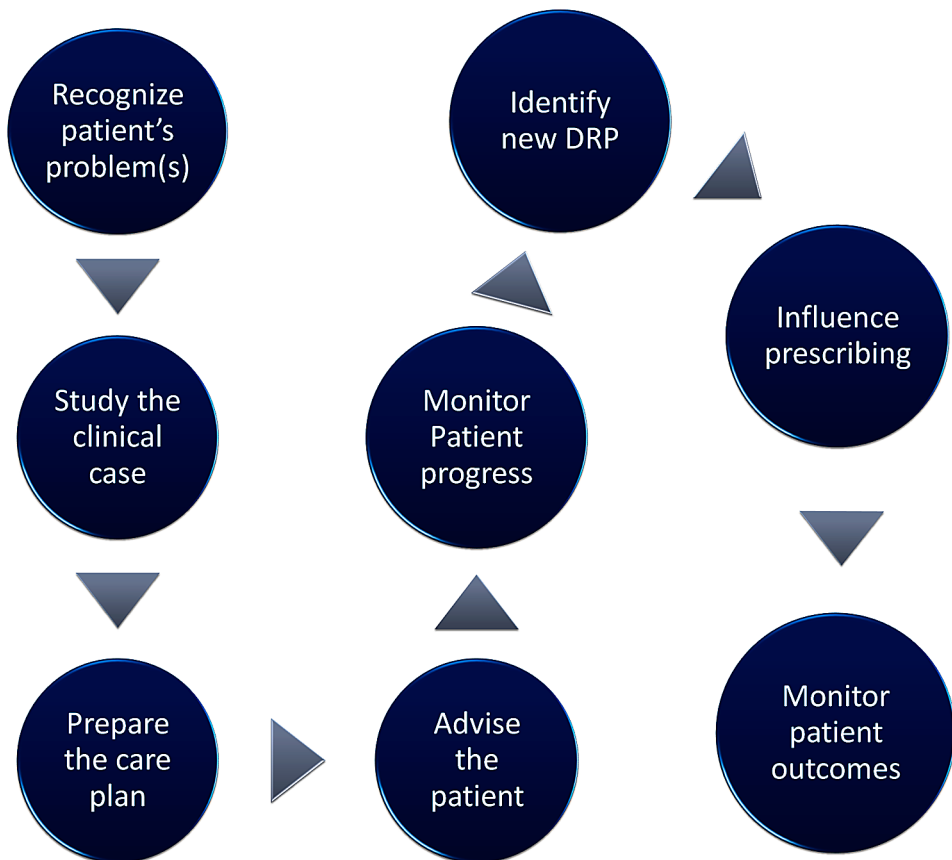 Recognize
patient’s
problem(s)
Study the
clinical
case
Prepare
the care
plan
Advise
the
patient
Monitor
Patient
progress
Identify
new DRP
Influence
prescribing
Monitor
patient
outcomes